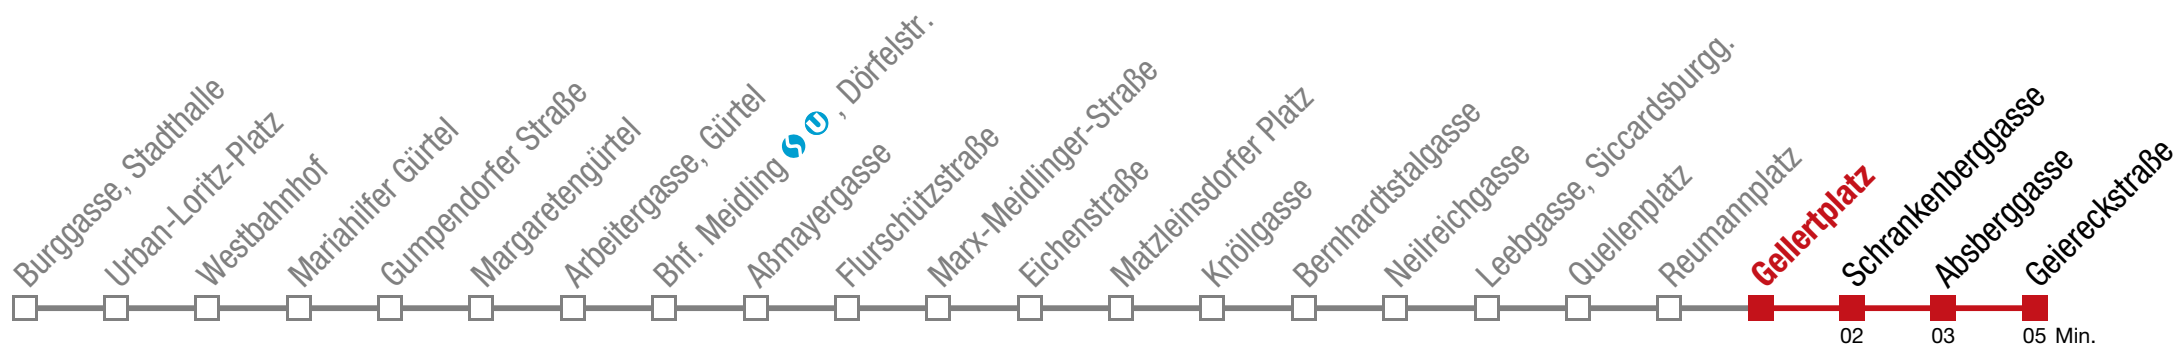 Burggasse, Stadthalle
Urban-Loritz-Platz
Westbahnhof
Mariahilfer Gürtel
Gumpendorfer Straße
Margaretengürtel
Arbeitergasse, Gürtel
Bhf. Meidling S U, Dörfelstr.
Aßmayergasse
Flurschützstraße
Marx-Meidlinger-Straße
Eichenstraße
Matzleinsdorfer Platz
Knöllgasse
Bernhardtstalgasse
Neilreichgasse
Leebgasse, Siccardsburgg.
Quellenplatz
Reumannplatz
Gellertplatz
Schrankenberggasse
Absberggasse
Geiereckstraße
02 03 05 Min.